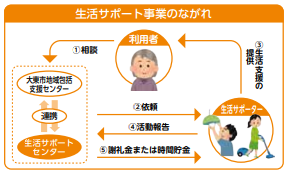 生活サポート事業のながれ
利用者
①相談
③生活支援の
提供
大東市地域包括
支援センター
連携
生活サポート
センター
②依頼
④活動報告
⑤謝礼金または時間貯金
生活サポーター